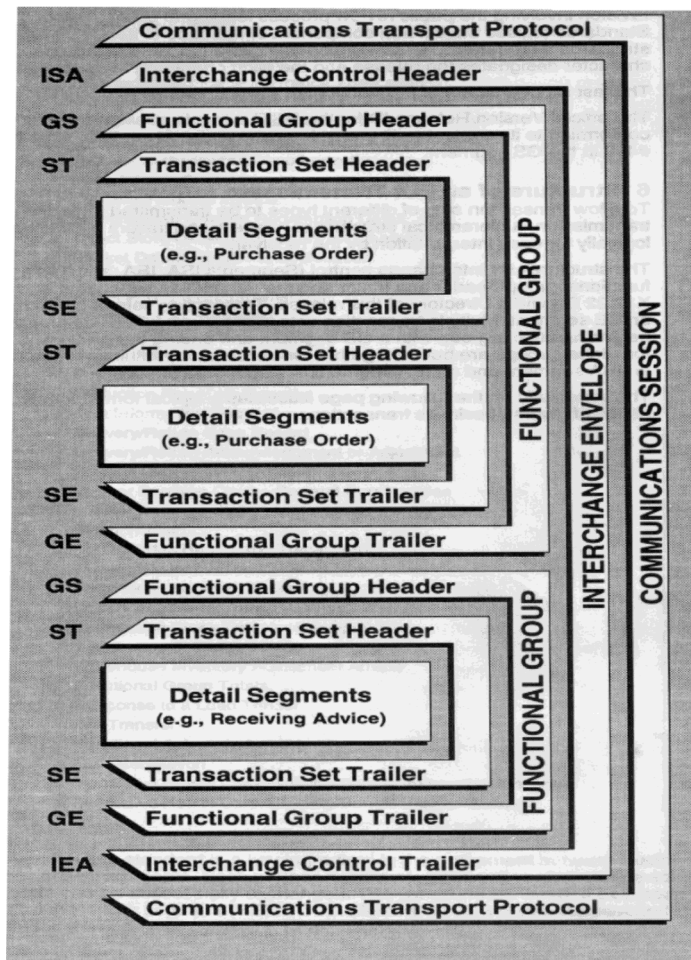 Communications Transport Protocol
ISA Interchange Control Header
GS Functional Group Header
ST Transaction Set Header
Detail Segments
(e.g., Purchase Order)
SE Transaction Set Trailer
ST Transaction Set Header
Detail Segments
(e.g., Purchase Order)
SE Transaction Set Trailer
GE Functional Group Trailer
FUNCTIONAL GROUP
GS Functional Group Header
ST Transaction Set Header
Detail Segments
(e.g., Receiving Advice)
SE Transaction Set Trailer
GE Functional Group Trailer
FUNCTIONAL GROUP
IEA Interchange Control Trailer
INTERCHANGE ENVELOPE
Communications Transport Protocol
COMMUNICATIONS SESSION